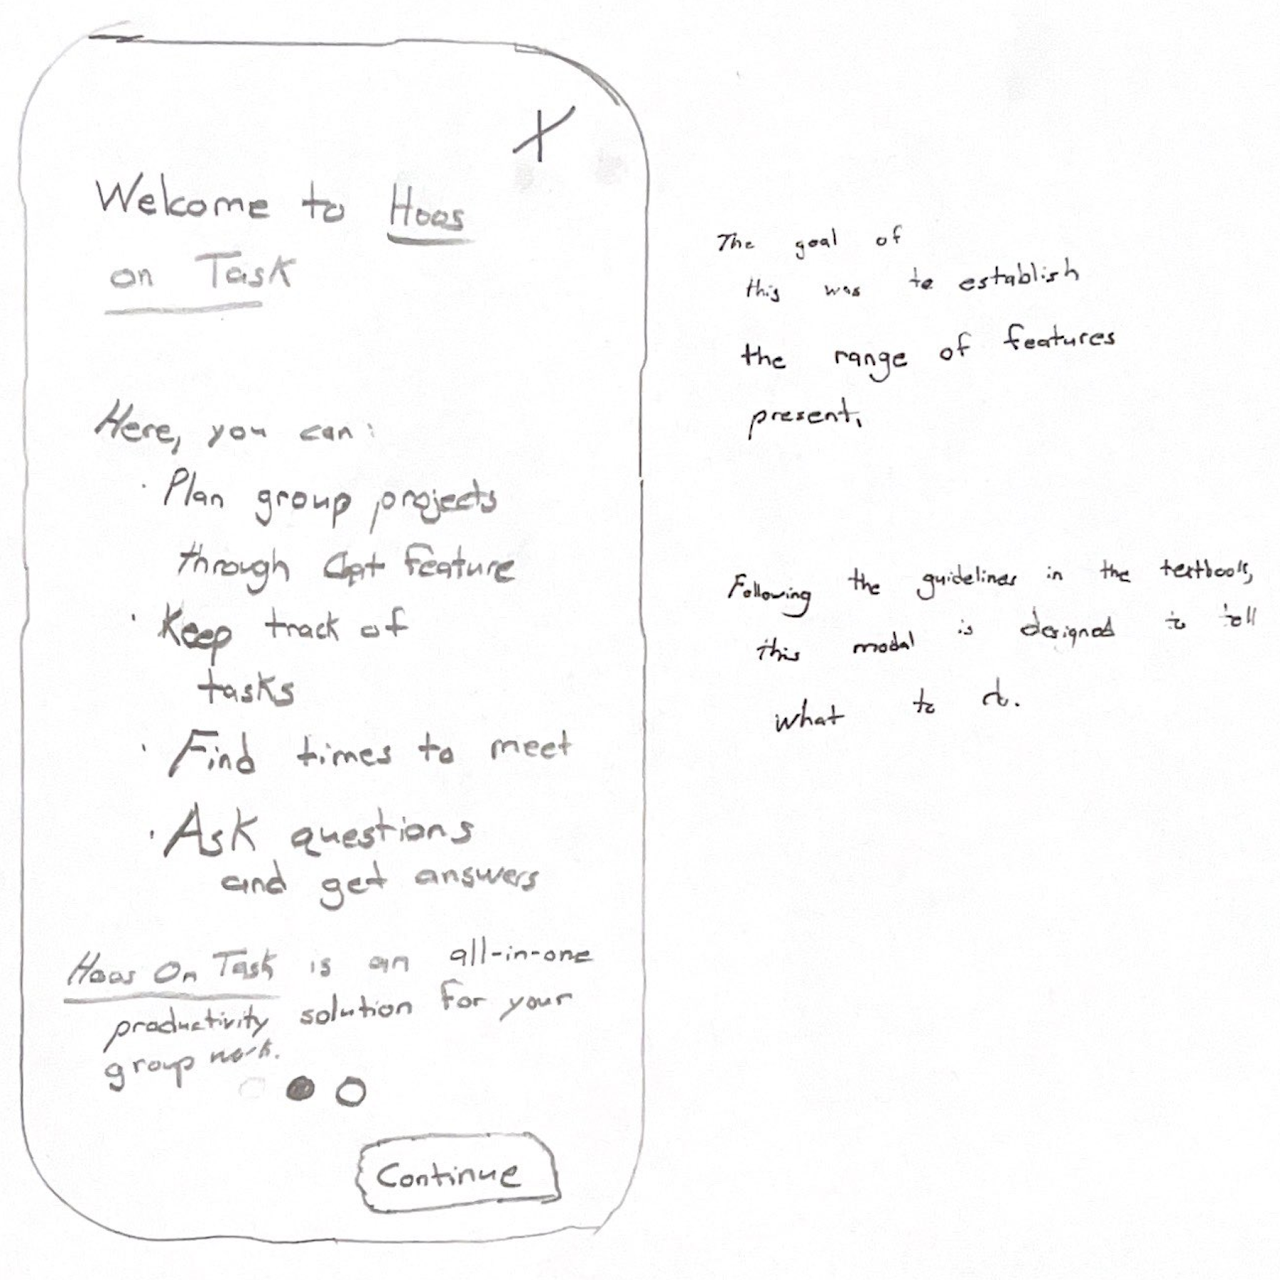 X
Welcome to Hoos
on Task
Here, you can:
· Plan group projects
through feature
· Keep track of
tasks
· Find times to meet
· Ask questions
and get answers
Hoos On Task is an all-in-one
productivity solution for your
group work.
Continue
The goal of
this was to establish
the range of features
present.
Following the guidelines in the textbook,
this modal is designed to tell
what to do.